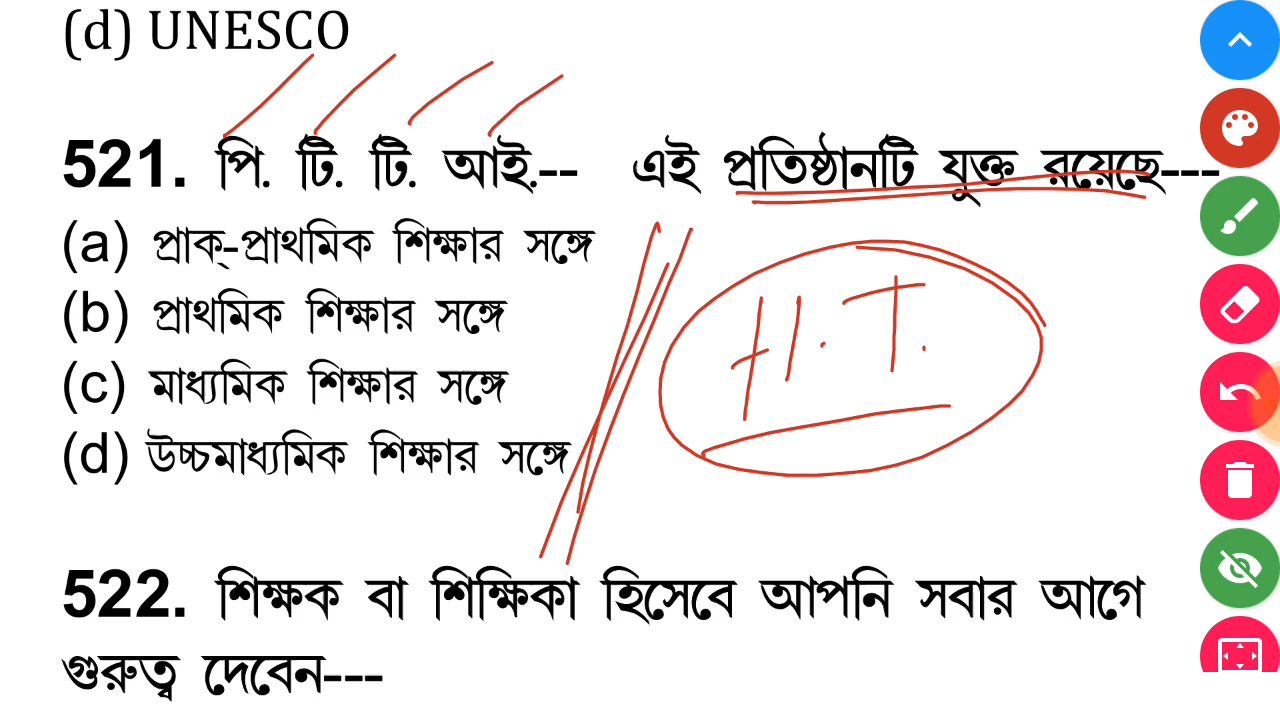 (d) UNESCO
521. পি. টি. টি. আই.-- এই প্রতিষ্ঠানটি যুক্ত রয়েছে---
(a) প্রাক্-প্রাথমিক শিক্ষার সঙ্গে
(b) প্রাথমিক শিক্ষার সঙ্গে
(c) মাধ্যমিক শিক্ষার সঙ্গে
(d) উচ্চমাধ্যমিক শিক্ষার সঙ্গে
H. T.
522. শিক্ষক বা শিক্ষিকা হিসেবে আপনি সবার আগে
গুরুত্ব দেবেন---